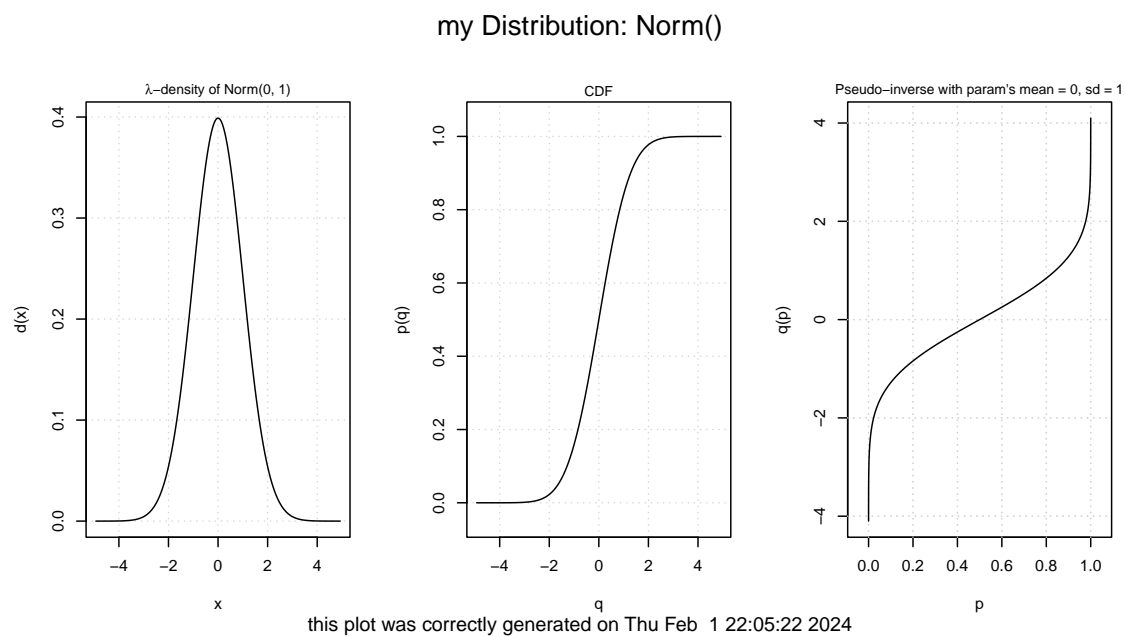 my Distribution: Norm()
λ−density of Norm(0, 1)
d(x)
0.4
0.3
0.2
0.1
0.0
−4 −2 0 2 4
x
CDF
p(q)
1.0
0.8
0.6
0.4
0.2
0.0
−4 −2 0 2 4
q
Pseudo−inverse with param's mean = 0, sd = 1
q(p)
4
2
0
−2
−4
0.0 0.2 0.4 0.6 0.8 1.0
p
this plot was correctly generated on Thu Feb  1 22:05:22 2024